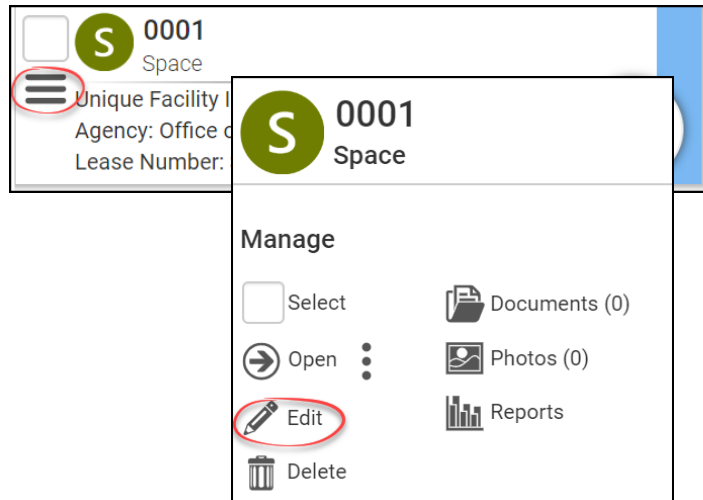 S 0001
Space
Unique Facility
Agency: Office
Lease Number:
S 0001
Space
Manage
Select
Documents (0)
Open
Photos (0)
Edit
Reports
Delete